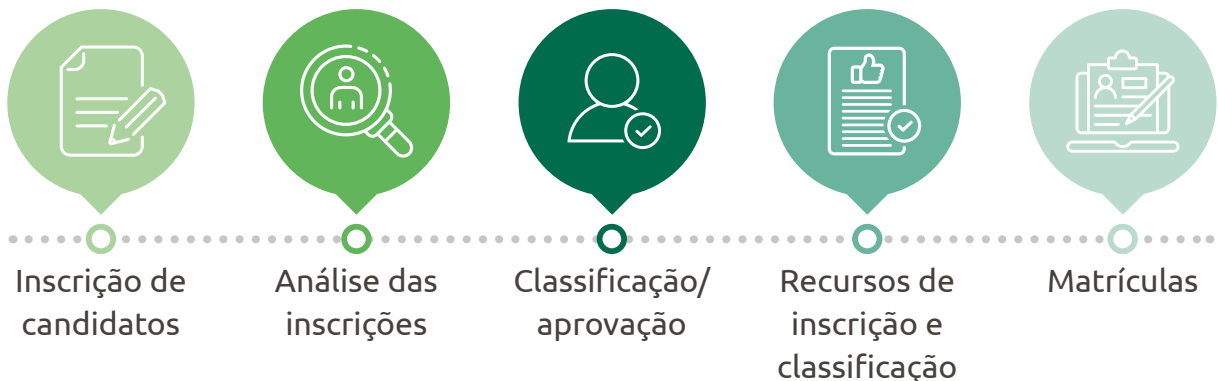 Inscrição de
candidatos
Análise das
inscrições
Classificação/
aprovação
Recursos de
inscrição e
classificação
Matrículas